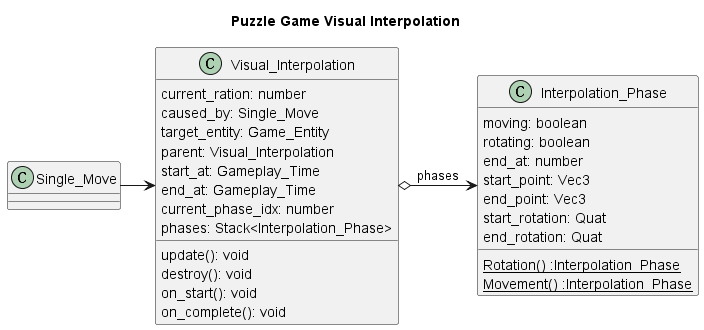 Puzzle Game Visual Interpolation
C Single_Move
C Visual_Interpolation
current_ration: number
caused_by: Single_Move
target_entity: Game_Entity
parent: Visual_Interpolation
start_at: Gameplay_Time
end_at: Gameplay_Time
current_phase_idx: number
phases: Stack<Interpolation_Phase>
update(): void
destroy(): void
on_start(): void
on_complete(): void
phases
C Interpolation_Phase
moving: boolean
rotating: boolean
end_at: number
start_point: Vec3
end_point: Vec3
start_rotation: Quat
end_rotation: Quat
Rotation() :Interpolation_Phase
Movement() :Interpolation_Phase